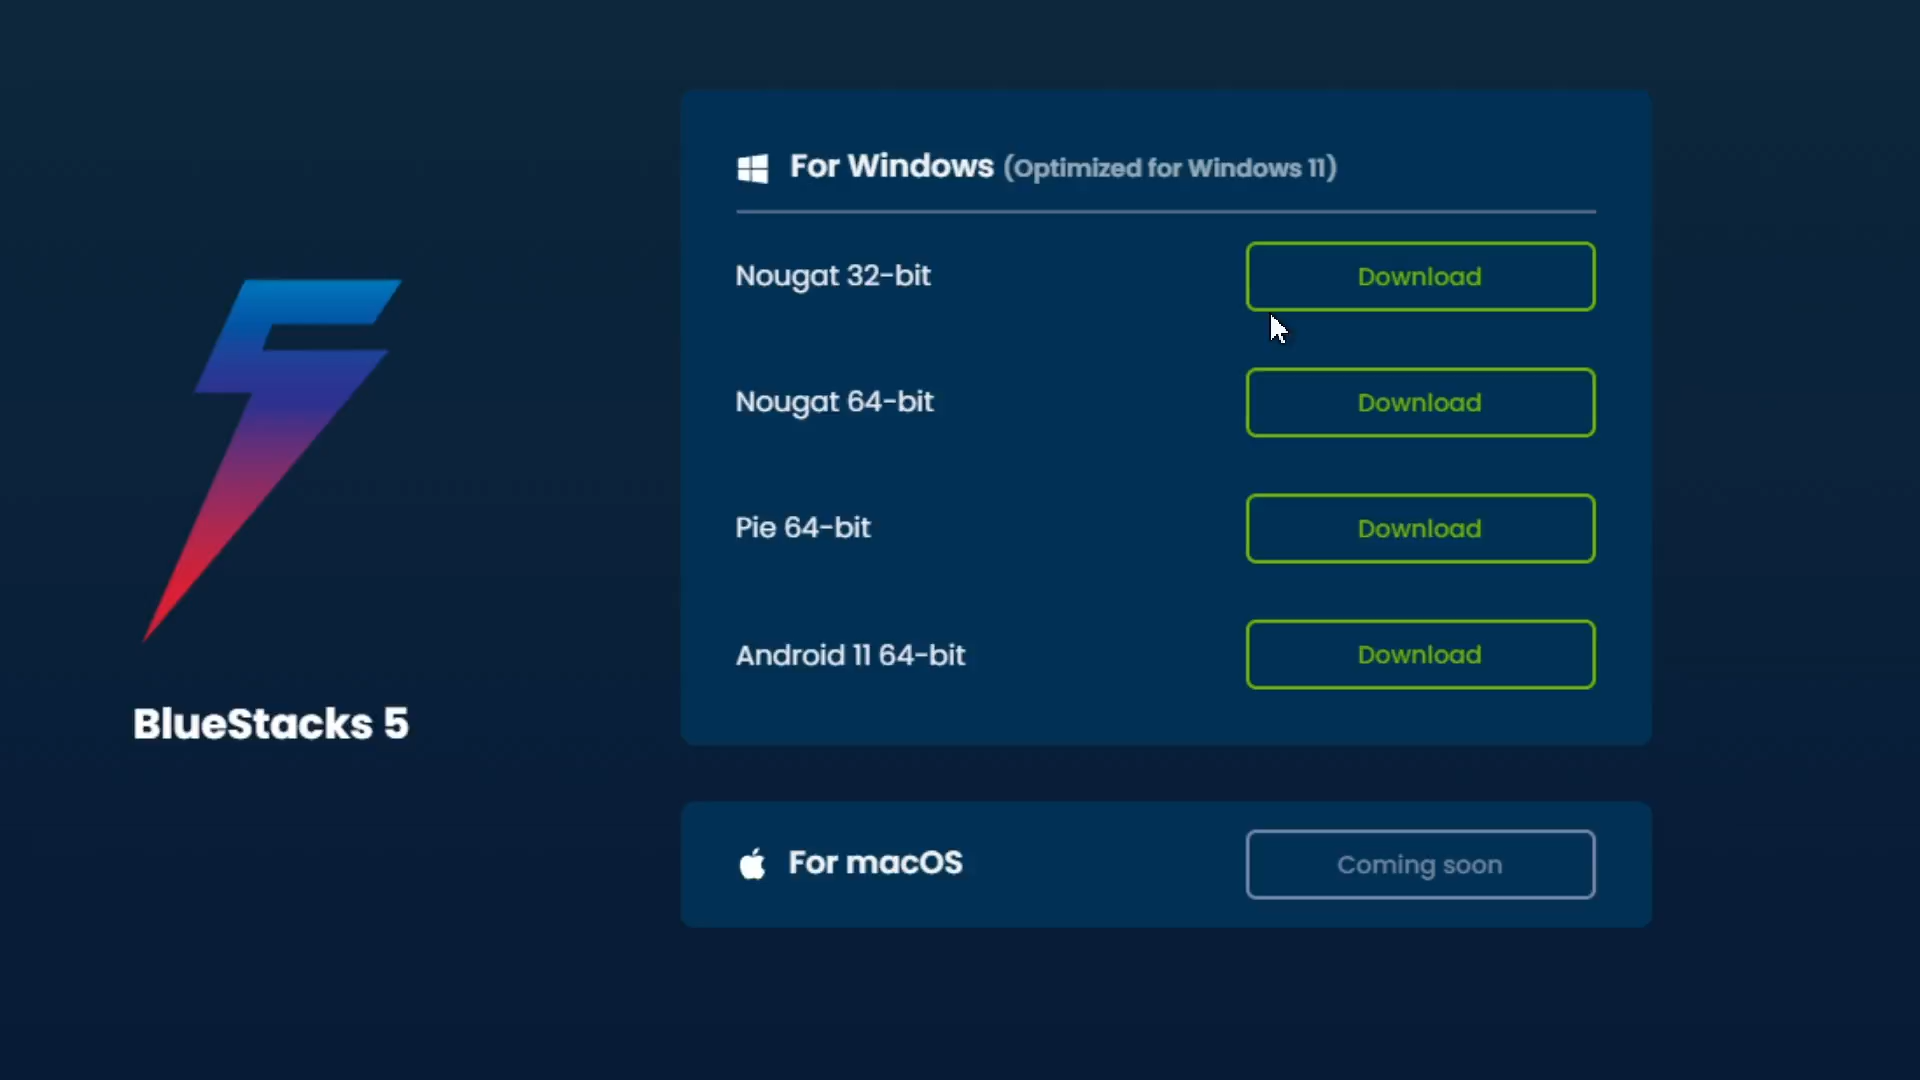 For Windows (Optimized for Windows 11)
Nougat 32-bit
Download
Nougat 64-bit
Download
Pie 64-bit
Download
Android 11 64-bit
Download
BlueStacks 5
For macOS
Coming soon